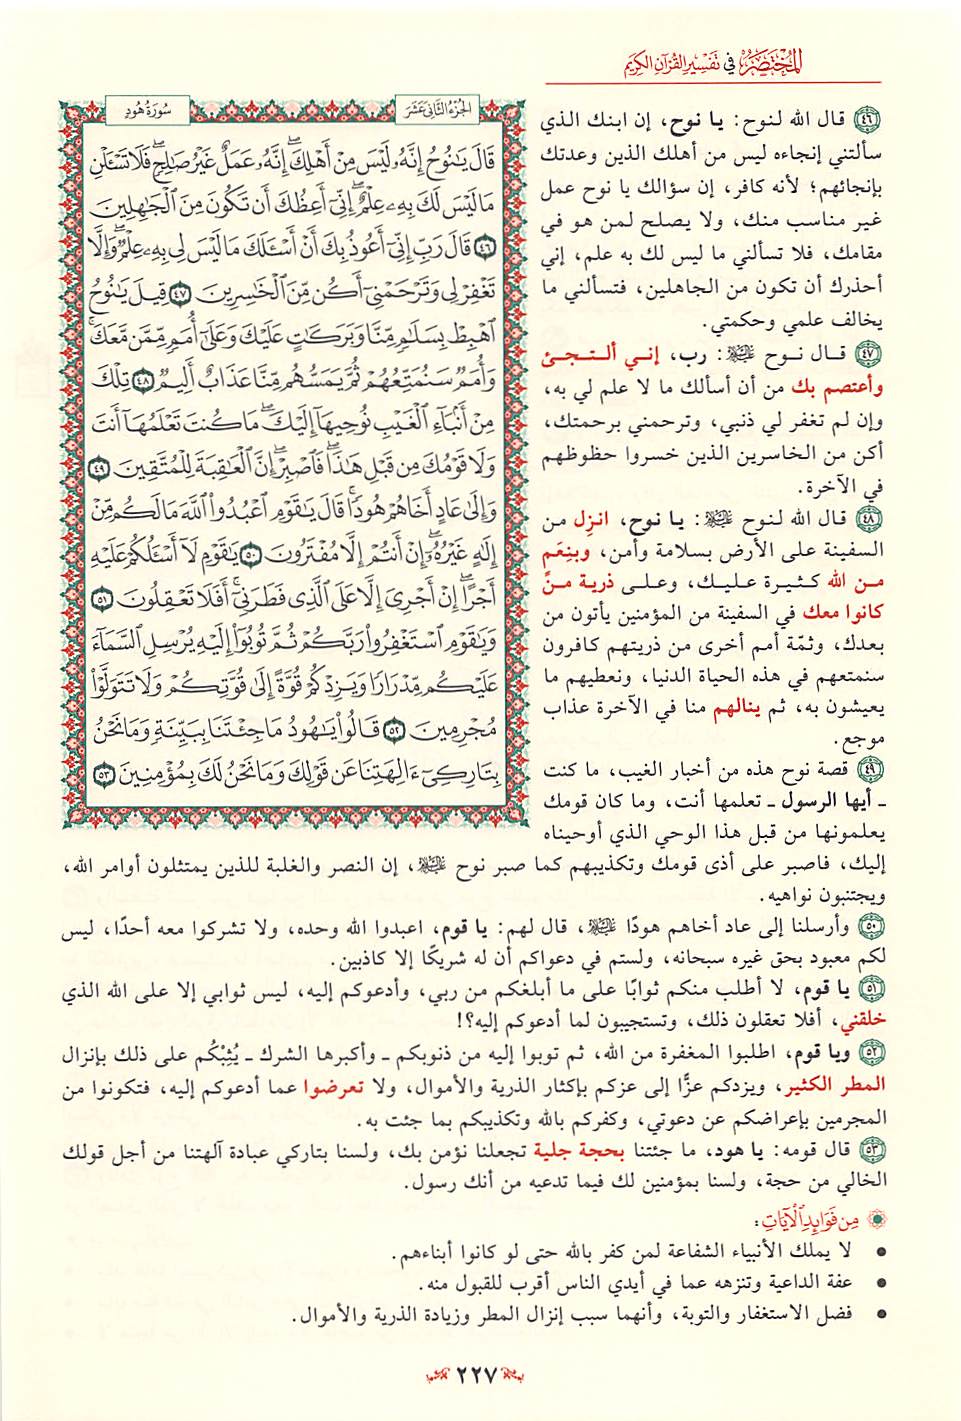 المختصر في تفسير القرآن الكريم
الجزء الثاني عشر
سورة هود
قَالَ يَٰنُوحُ إِنَّهُۥ لَيْسَ مِنْ أَهْلِكَۖ إِنَّهُۥ عَمَلٌ غَيْرُ صَٰلِحٖۖ فَلَا تَسْـَٔلْنِ
مَا لَيْسَ لَكَ بِهِۦ عِلْمٌۖ إِنِّيٓ أَعِظُكَ أَن تَكُونَ مِنَ ٱلْجَٰهِلِينَ
٤٦ قَالَ رَبِّ إِنِّيٓ أَعُوذُ بِكَ أَنْ أَسْـَٔلَكَ مَا لَيْسَ لِي بِهِۦ عِلْمٌۖ وَإِلَّا
تَغْفِرْ لِي وَتَرْحَمْنِيٓ أَكُن مِّنَ ٱلْخَٰسِرِينَ ٤٧ قِيلَ يَٰنُوحُ
ٱهْبِطْ بِسَلَٰمٖ مِّنَّا وَبَرَكَٰتٍ عَلَيْكَ وَعَلَىٰٓ أُمَمٖ مِّمَّن مَّعَكَۚ
وَأُمَمٌ سَنُمَتِّعُهُمْ ثُمَّ يَمَسُّهُم مِّنَّا عَذَابٌ أَلِيمٌ ٤٨ تِلْكَ
مِنْ أَنۢبَآءِ ٱلْغَيْبِ نُوحِيهَآ إِلَيْكَۖ مَا كُنتَ تَعْلَمُهَآ أَنتَ
وَلَا قَوْمُكَ مِن قَبْلِ هَٰذَاۖ فَٱصْبِرْۖ إِنَّ ٱلْعَٰقِبَةَ لِلْمُتَّقِينَ ٤٩
وَإِلَىٰ عَادٍ أَخَاهُمْ هُودٗاۚ قَالَ يَٰقَوْمِ ٱعْبُدُوا۟ ٱللَّهَ مَا لَكُم مِّنْ
إِلَٰهٍ غَيْرُهُۥٓۖ إِنْ أَنتُمْ إِلَّا مُفْتَرُونَ ٥٠ يَٰقَوْمِ لَآ أَسْـَٔلُكُمْ عَلَيْهِ
أَجْرًاۖ إِنْ أَجْرِيَ إِلَّا عَلَى ٱلَّذِي فَطَرَنِيٓۚ أَفَلَا تَعْقِلُونَ ٥١
وَيَٰقَوْمِ ٱسْتَغْفِرُوا۟ رَبَّكُمْ ثُمَّ تُوبُوٓا۟ إِلَيْهِ يُرْسِلِ ٱلسَّمَآءَ
عَلَيْكُم مِّدْرَارٗا وَيَزِدْكُمْ قُوَّةً إِلَىٰ قُوَّتِكُمْ وَلَا تَتَوَلَّوْا۟
مُجْرِمِينَ ٥٢ قَالُوا۟ يَٰهُودُ مَا جِئْتَنَا بِبَيِّنَةٖ وَمَا نَحْنُ
بِتَارِكِيٓ ءَالِهَتِنَا عَن قَوْلِكَ وَمَا نَحْنُ لَكَ بِمُؤْمِنِينَ ٥٣
٤٦ قال الله لنوح: يا نوح، إن ابنك الذي
سألتني إنجاءه ليس من أهلك الذين وعدتك
بإنجائهم؛ لأنه كافر، إن سؤالك يا نوح عمل
غير مناسب منك، ولا يصلح لمن هو في
مقامك، فلا تسألني ما ليس لك به علم، إني
أحذرك أن تكون من الجاهلين، فتسألني ما
يخالف علمي وحكمتي.
٤٧ قال نوح عليه السلام: رب، إني ألتجئ
وأعتصم بك من أن أسألك ما لا علم لي به،
وإن لم تغفر لي ذنبي، وترحمني برحمتك،
أكن من الخاسرين الذين خسروا حظوظهم
في الآخرة.
٤٨ قال الله لنوح عليه السلام: يا نوح، انزل من
السفينة على الأرض بسلامة وأمن، وبنِعَم
من الله كثيرة عليك، وعلى ذرية منْ
كانوا معك في السفينة من المؤمنين يأتون من
بعدك، وثمّة أمم أخرى من ذريتهم كافرون
سنمتعهم في هذه الحياة الدنيا، ونعطيهم ما
يعيشون به، ثم ينالهم منا في الآخرة عذاب
موجع.
٤٩ قصة نوح هذه من أخبار الغيب، ما كنت
ـ أيها الرسول ـ تعلمها أنت، وما كان قومك
يعلمونها من قبل هذا الوحي الذي أوحيناه
إليك، فاصبر على أذى قومك وتكذيبهم كما صبر نوح عليه السلام، إن النصر والغلبة للذين يمتثلون أوامر الله،
ويجتنبون نواهيه.
٥٠ وأرسلنا إلى عاد أخاهم هودًا عليه السلام، قال لهم: يا قوم، اعبدوا الله وحده، ولا تشركوا معه أحدًا، ليس
لكم معبود بحق غيره سبحانه، ولستم في دعواكم أن له شريكًا إلا كاذبين.
٥١ يا قوم، لا أطلب منكم ثوابًا على ما أبلغكم من ربي، وأدعوكم إليه، ليس ثوابي إلا على الله الذي
خلقني، أفلا تعقلون ذلك، وتستجيبون لما أدعوكم إليه؟!
٥٢ ويا قوم، اطلبوا المغفرة من الله، ثم توبوا إليه من ذنوبكم ـ وأكبرها الشرك ـ يُثِبْكُم على ذلك بإنزال
المطر الكثير، ويزدكم عزًّا إلى عزكم بإكثار الذرية والأموال، ولا تعرضوا عما أدعوكم إليه، فتكونوا من
المجرمين بإعراضكم عن دعوتي، وكفركم بالله وتكذيبكم بما جئت به.
٥٣ قال قومه: يا هود، ما جئتنا بحجة جلية تجعلنا نؤمن بك، ولسنا بتاركي عبادة آلهتنا من أجل قولك
الخالي من حجة، ولسنا بمؤمنين لك فيما تدعيه من أنك رسول.
من فوائد الآيات:
• لا يملك الأنبياء الشفاعة لمن كفر بالله حتى لو كانوا أبناءهم.
• عفة الداعية وتنزهه عما في أيدي الناس أقرب للقبول منه.
• فضل الاستغفار والتوبة، وأنهما سبب إنزال المطر وزيادة الذرية والأموال.
٢٢٧